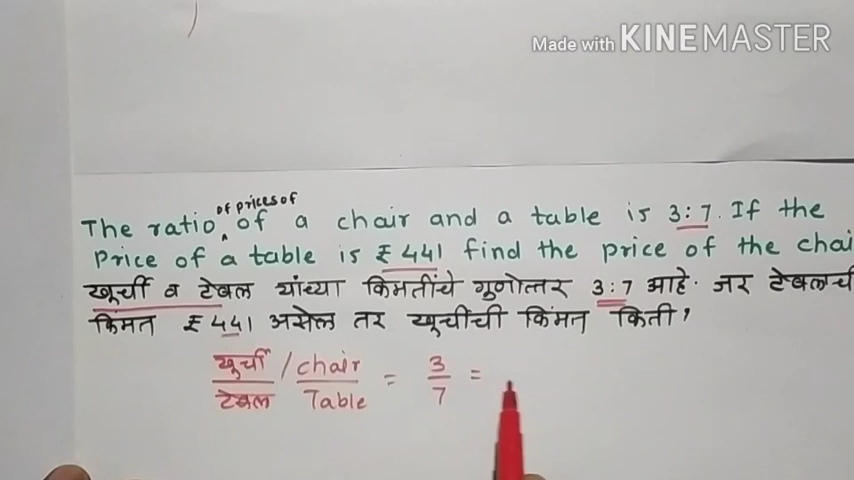 Made with KINEMASTER
of prices of
The ratio of a chair and a table is 3:7. If the
Price of a table is ₹ 441 find the price of the chai
खूर्ची व टेबल यांच्या किंमतींचे गुणोत्तर 3:7 आहे. जर टेबलची
किंमत ₹ 441 असेल तर खूर्चीची किंमत किती?
खुर्ची / chair = 3 =
टेबल Table 7